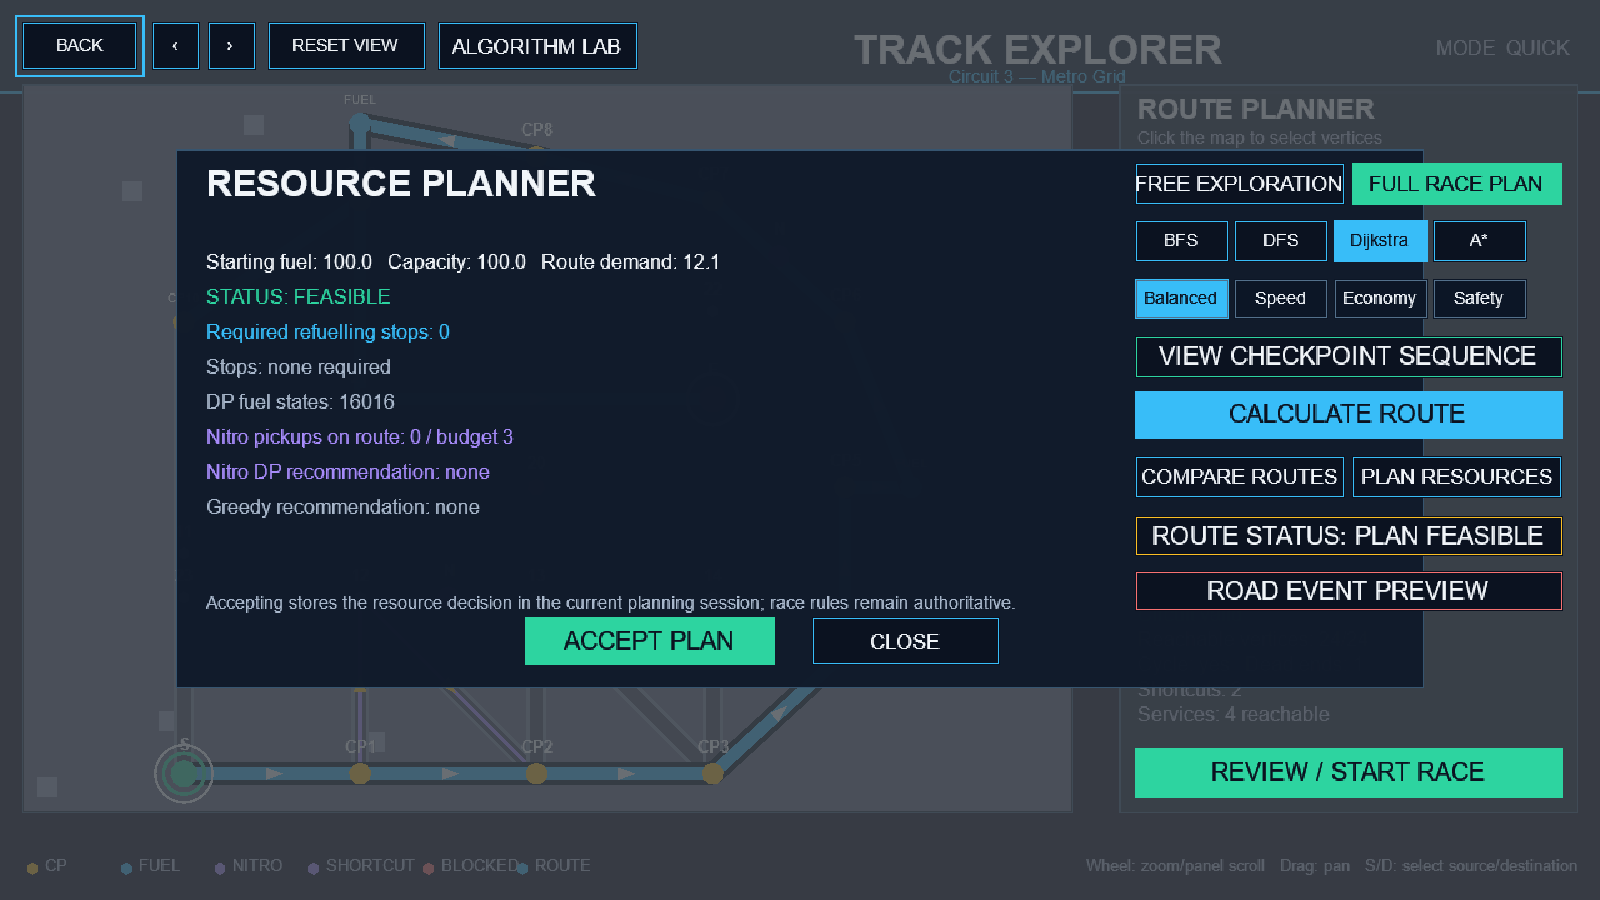 BACK
‹
›
RESET VIEW
ALGORITHM LAB
TRACK EXPLORER
Circuit 3 — Metro Grid
MODE QUICK
FUEL
CP8
ROUTE PLANNER
Click the map to select vertices
RESOURCE PLANNER
Starting fuel: 100.0 Capacity: 100.0 Route demand: 12.1
STATUS: FEASIBLE
Required refuelling stops: 0
Stops: none required
DP fuel states: 16016
Nitro pickups on route: 0 / budget 3
Nitro DP recommendation: none
Greedy recommendation: none
Accepting stores the resource decision in the current planning session; race rules remain authoritative.
ACCEPT PLAN
CLOSE
FREE EXPLORATION
FULL RACE PLAN
BFS
DFS
Dijkstra
A*
Balanced
Speed
Economy
Safety
VIEW CHECKPOINT SEQUENCE
CALCULATE ROUTE
COMPARE ROUTES
PLAN RESOURCES
ROUTE STATUS: PLAN FEASIBLE
ROAD EVENT PREVIEW
Shortcuts: 2
Services: 4 reachable
REVIEW / START RACE
S
CP1
CP2
CP3
CP
FUEL
NITRO
SHORTCUT
BLOCKED
ROUTE
Wheel: zoom/panel scroll Drag: pan S/D: select source/destination